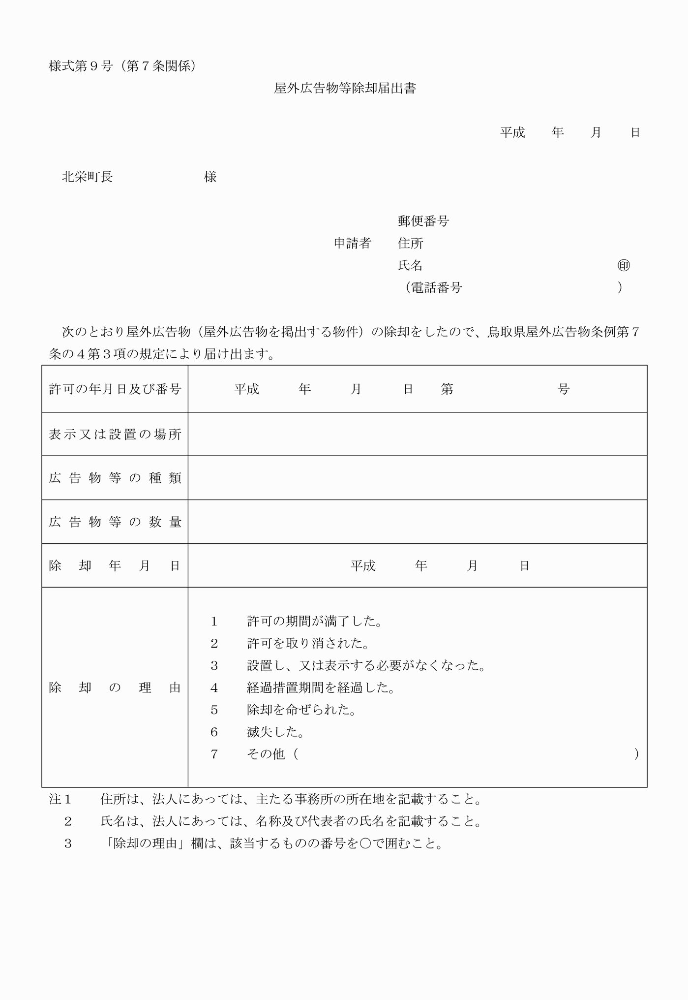 様式第９号（第７条関係）
屋外広告物等除却届出書
平成　　年　　月　　日
北栄町長　　　　　　　様
郵便番号
申請者　　住所
氏名　　　　　　　　　　　　　　　㊞
（電話番号　　　　　　　　　　　　）
次のとおり屋外広告物（屋外広告物を掲出する物件）の除却をしたので、鳥取県屋外広告物条例第７
条の４第３項の規定により届け出ます。
許可の年月日及び番号　　平成　　　年　　　月　　　日　　第　　　　　　　　号
表示又は設置の場所
広告物等の種類
広告物等の数量
除却年月日　　平成　　　年　　　月　　　日
除却の理由
１　　許可の期間が満了した。
２　　許可を取り消された。
３　　設置し、又は表示する必要がなくなった。
４　　経過措置期間を経過した。
５　　除却を命ぜられた。
６　　滅失した。
７　　その他（　　　　　　　　　　　　　　　　　　　　　　　　　　）
注１　　住所は、法人にあっては、主たる事務所の所在地を記載すること。
２　　氏名は、法人にあっては、名称及び代表者の氏名を記載すること。
３　　「除却の理由」欄は、該当するものの番号を○で囲むこと。